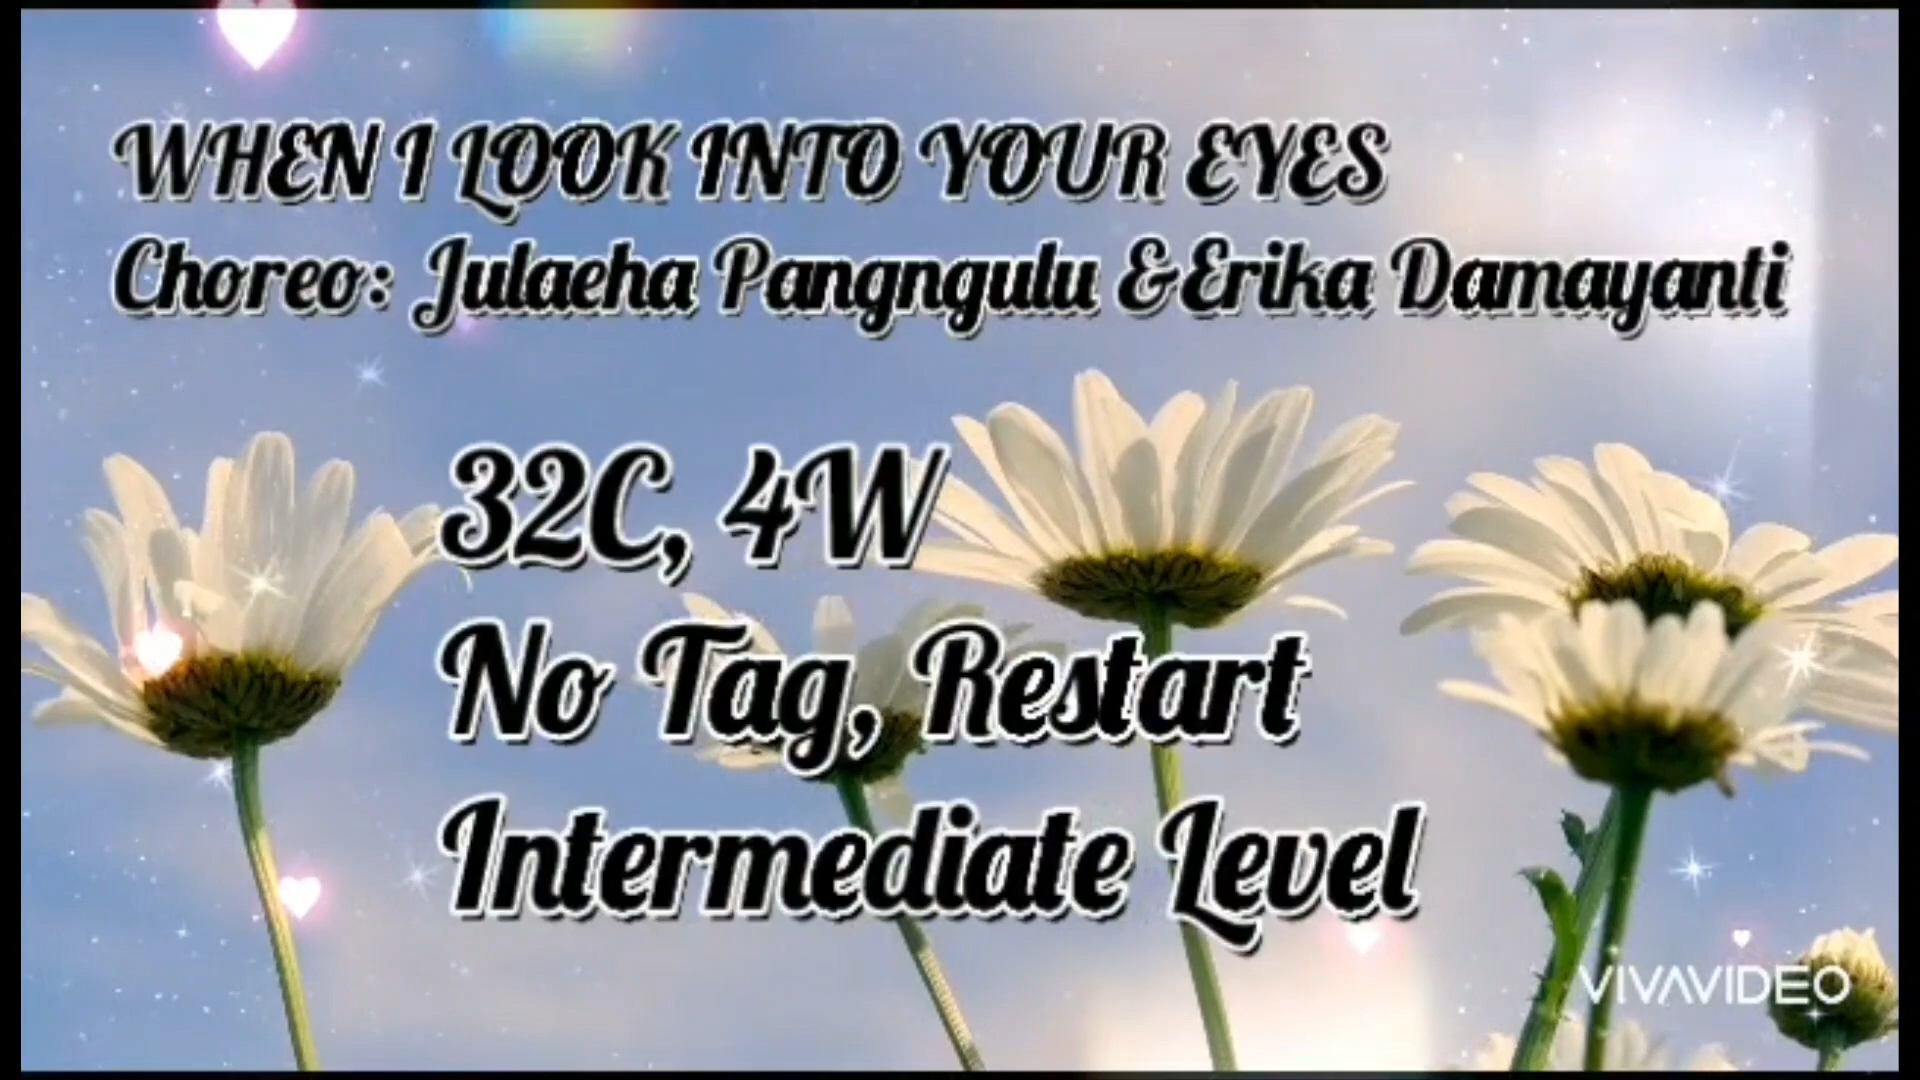 WHEN I LOOK INTO YOUR EYES
Choreo: Julaeha Pangngulu &Erika Damayanti
32C, 4W
No Tag, Restart
Intermediate Level
VIVAVIDEO